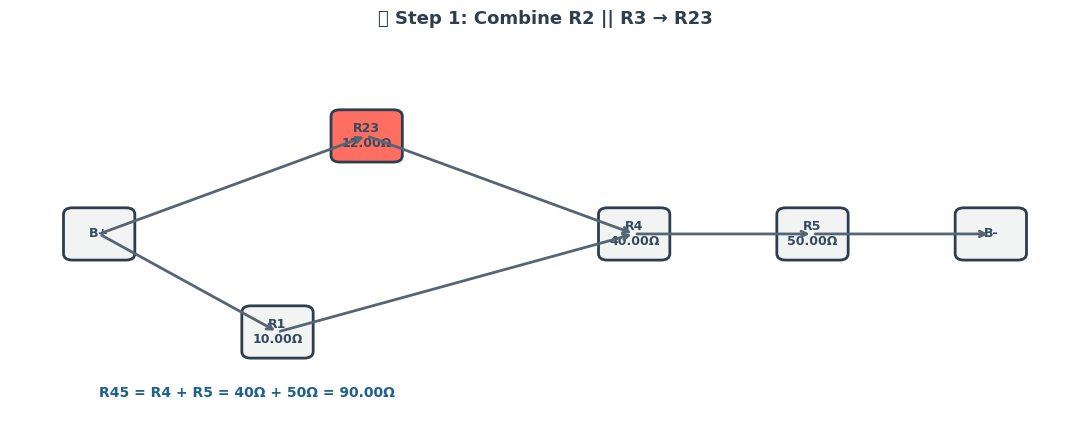 Step 1: Combine R2 || R3 → R23
R23
12.00Ω
B+
R4
40.00Ω
R5
50.00Ω
B-
R1
10.00Ω
R45 = R4 + R5 = 40Ω + 50Ω = 90.00Ω